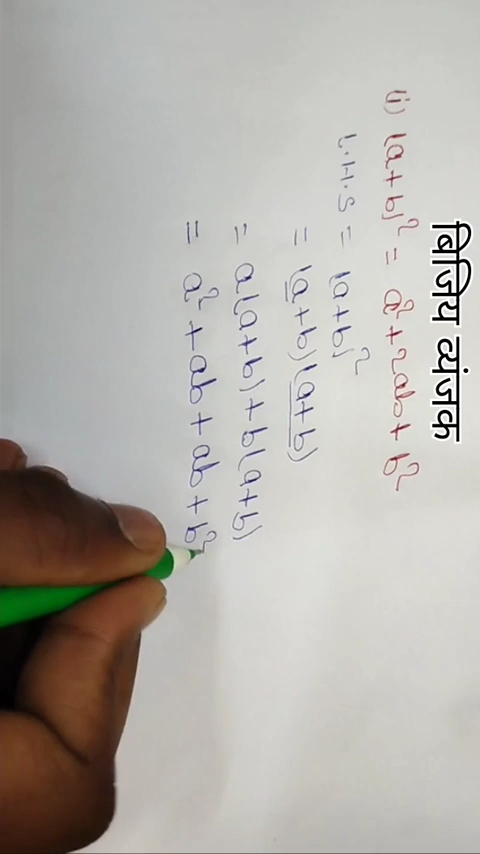 बिजिय व्यंजक
(i) (a+b)² = a² + 2ab + b²
L.H.S = (a+b)²
= (a+b)(a+b)
= a(a+b) + b(a+b)
= a² + ab + ab + b²